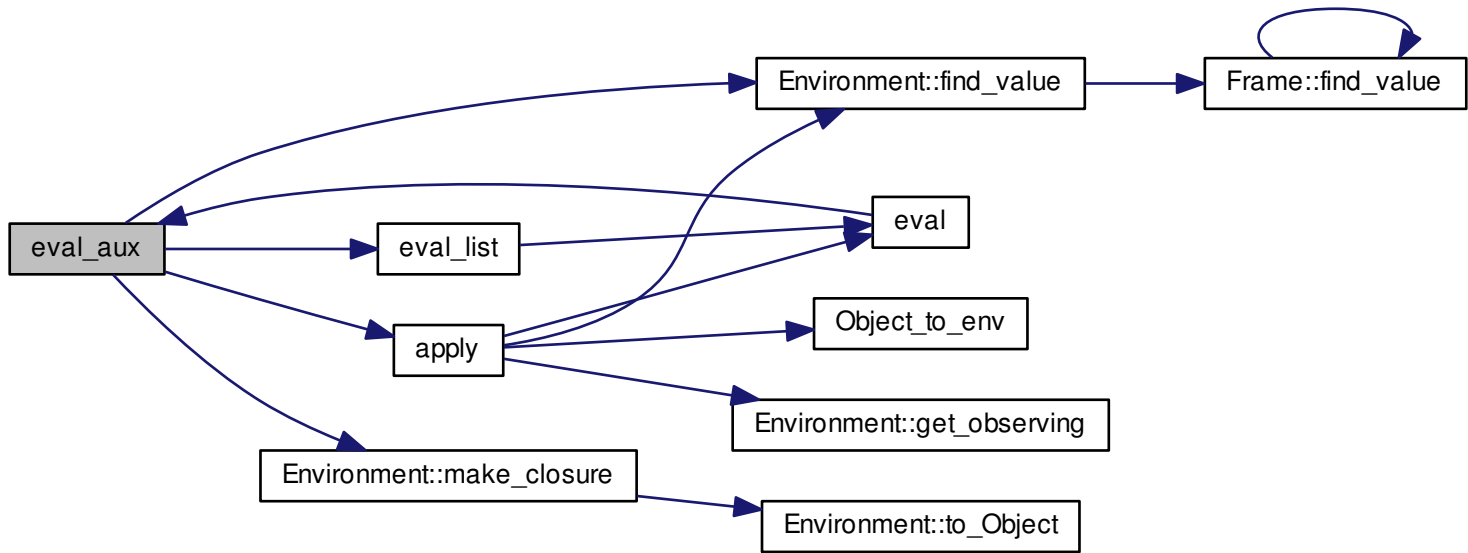 Environment::find_value
Frame::find_value
eval_aux
eval_list
eval
apply
Object_to_env
Environment::get_observing
Environment::make_closure
Environment::to_Object